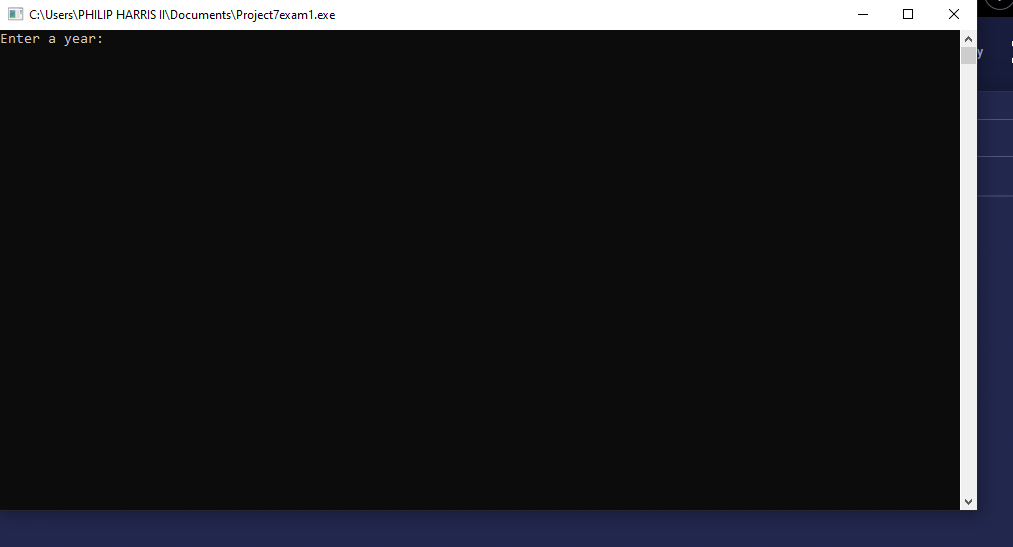 C:\Users\PHILIP HARRIS II\Documents\Project7exam1.exe
Enter a year:
y